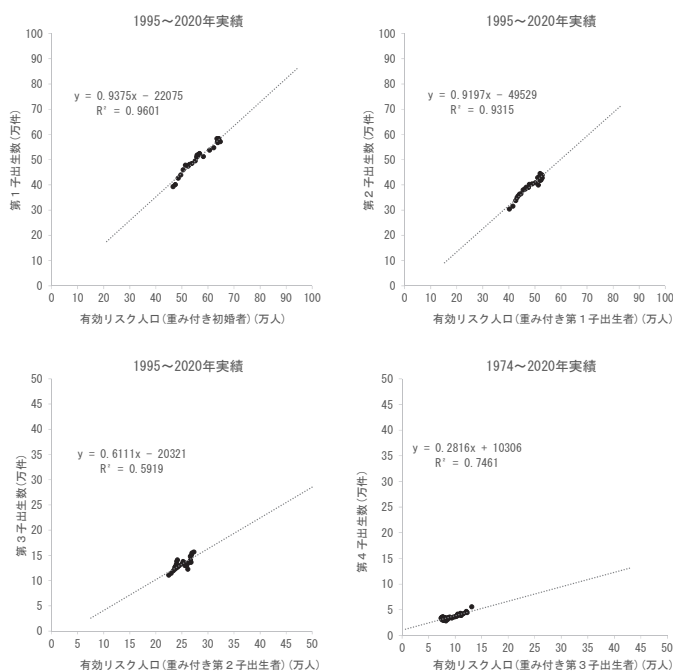 1995～2020年実績
100
90
80
70
60
50
40
30
20
10
0
第1子出生数(万件)
y = 0.9375x − 22075
R² = 0.9601
0 10 20 30 40 50 60 70 80 90 100
有効リスク人口(重み付き初婚者)(万人)
1995～2020年実績
100
90
80
70
60
50
40
30
20
10
0
第2子出生数(万件)
y = 0.9197x − 49529
R² = 0.9315
0 10 20 30 40 50 60 70 80 90 100
有効リスク人口(重み付き第1子出生者)(万人)
1995～2020年実績
50
45
40
35
30
25
20
15
10
5
0
第3子出生数(万件)
y = 0.6111x − 20321
R² = 0.5919
0 5 10 15 20 25 30 35 40 45 50
有効リスク人口(重み付き第2子出生者)(万人)
1974～2020年実績
50
45
40
35
30
25
20
15
10
5
0
第4子出生数(万件)
y = 0.2816x + 10306
R² = 0.7461
0 5 10 15 20 25 30 35 40 45 50
有効リスク人口(重み付き第3子出生者)(万人)